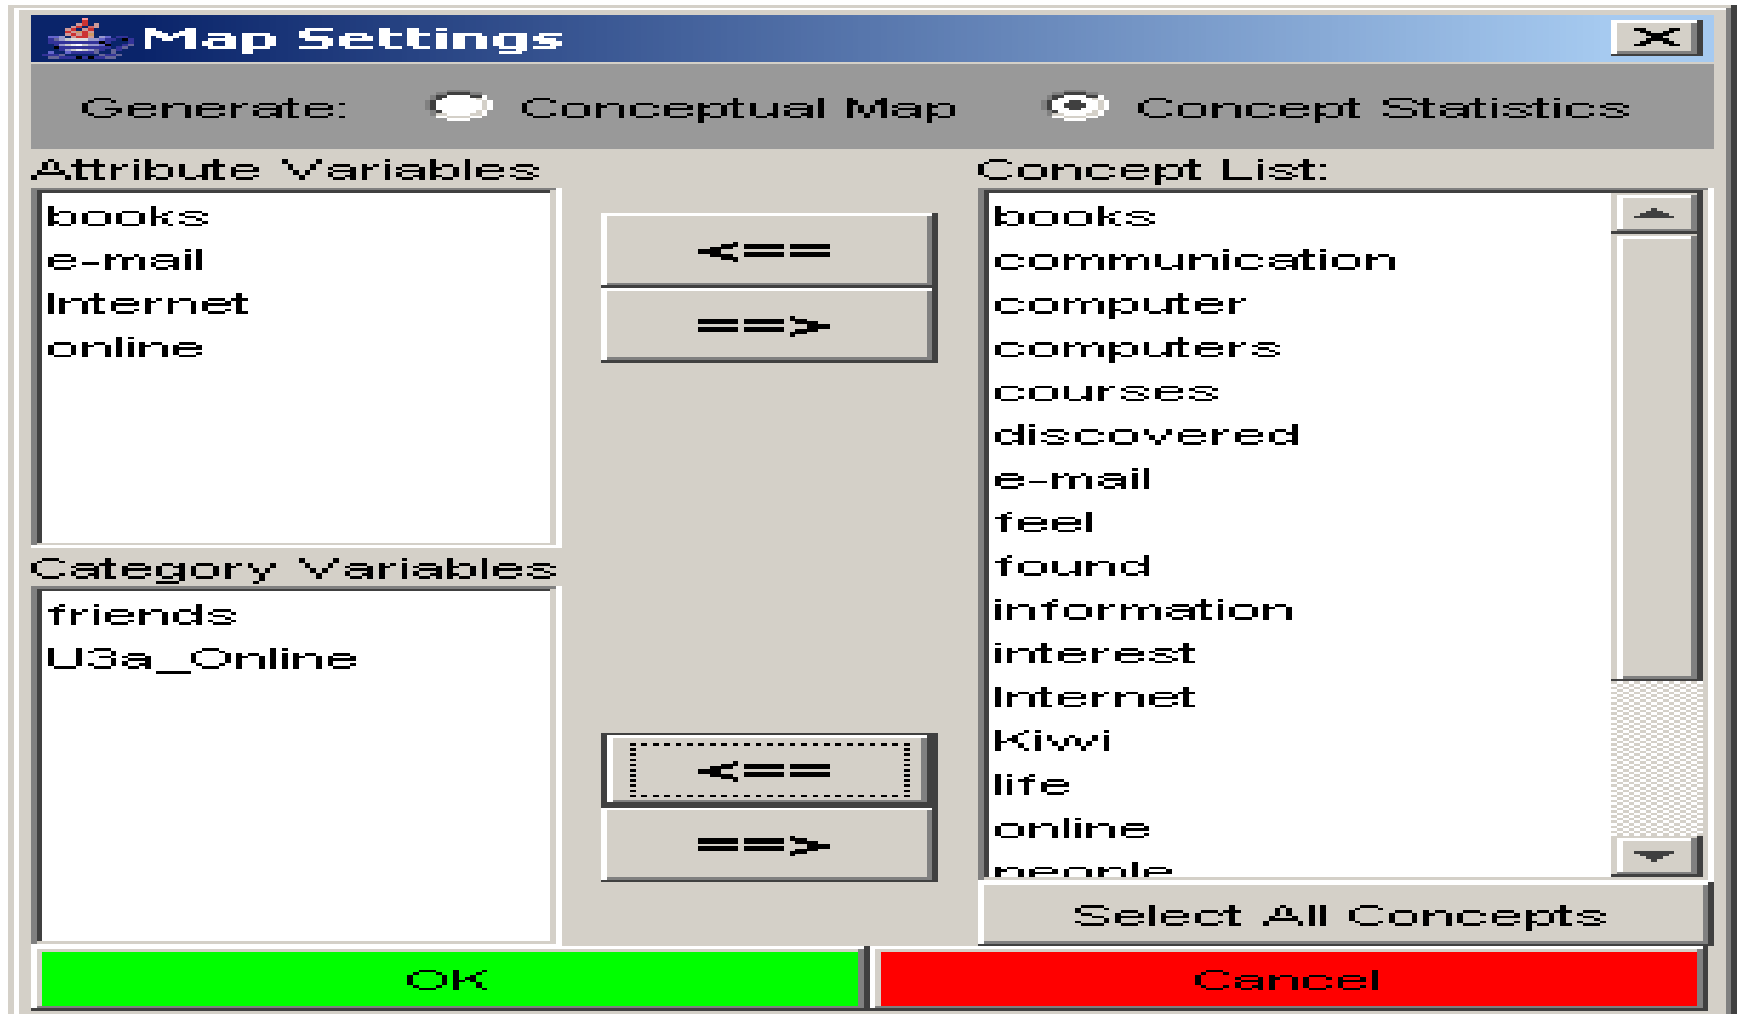 Map Settings
Generate: Conceptual Map Concept Statistics
Attribute Variables
books
e-mail
Internet
online
<==
==>
Category Variables
friends
U3a_Online
<==
==>
Concept List:
books
communication
computer
computers
courses
discovered
e-mail
feel
found
information
interest
Internet
Kiwi
life
online
people
Select All Concepts
OK
Cancel